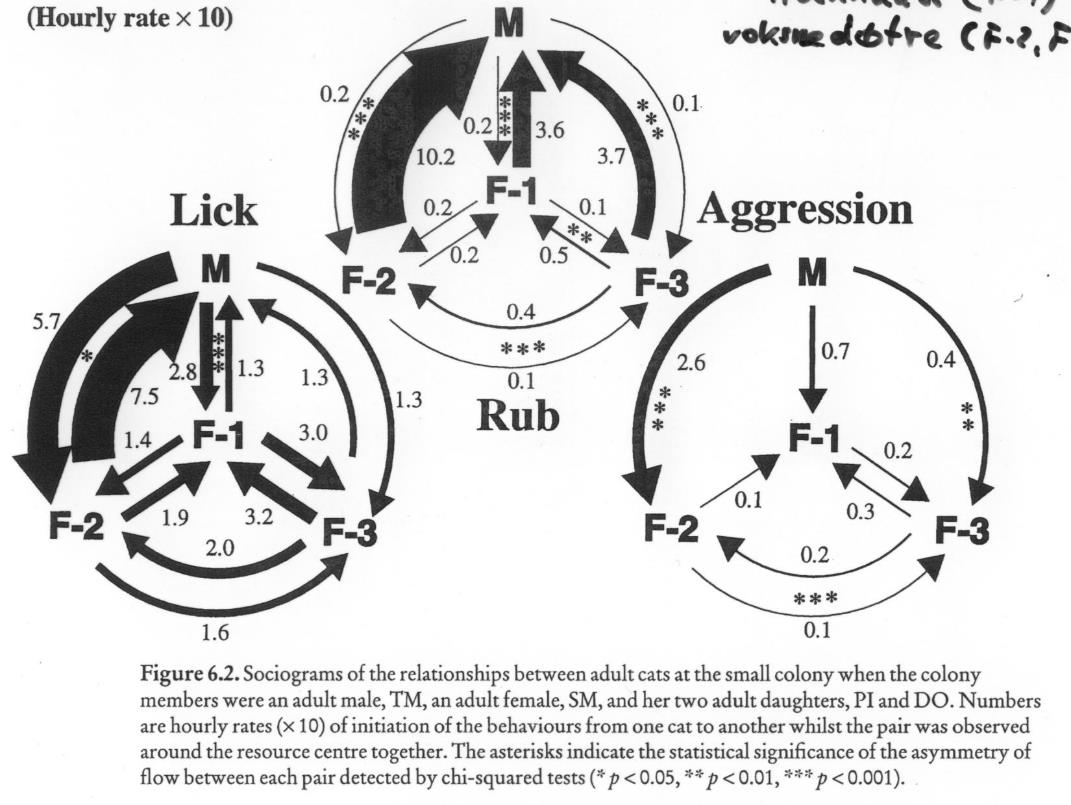 (Hourly rate × 10)
voksne døtre (F-2, F
M
0.2
***
0.2
***
3.6
***
0.1
10.2
3.7
F-1
0.2
0.1
**
0.2
0.5
F-2
F-3
0.4
***
0.1
Rub
Lick
M
5.7
*
7.5
2.8
***
1.3
1.3
1.3
1.4
F-1
3.0
1.9
3.2
F-2
F-3
2.0
1.6
Aggression
M
2.6
***
0.7
0.4
**
F-1
0.2
0.1
0.3
F-2
F-3
0.2
***
0.1
Figure 6.2. Sociograms of the relationships between adult cats at the small colony when the colony
members were an adult male, TM, an adult female, SM, and her two adult daughters, PI and DO. Numbers
are hourly rates (× 10) of initiation of the behaviours from one cat to another whilst the pair was observed
around the resource centre together. The asterisks indicate the statistical significance of the asymmetry of
flow between each pair detected by chi-squared tests (* p < 0.05, ** p < 0.01, *** p < 0.001).